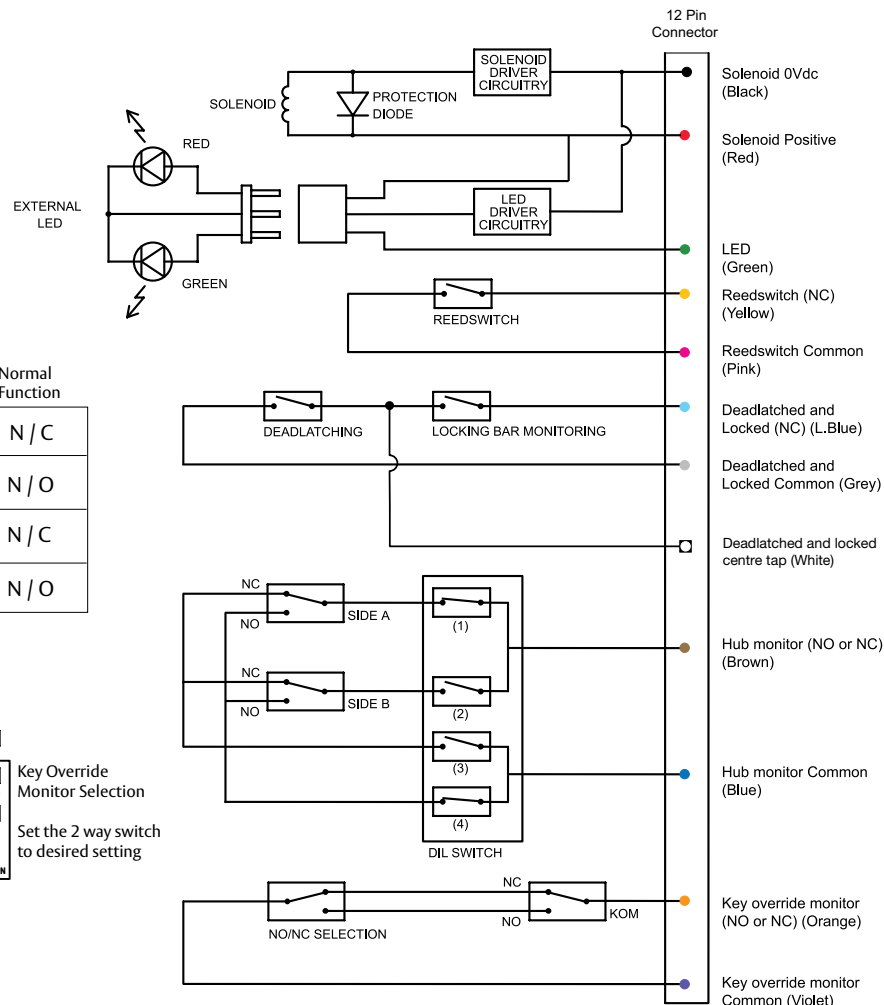 12 Pin
Connector
SOLENOID
DRIVER
CIRCUITRY
Solenoid 0Vdc
(Black)
SOLENOID
PROTECTION
DIODE
Solenoid Positive
(Red)
RED
EXTERNAL
LED
LED
DRIVER
CIRCUITRY
GREEN
LED
(Green)
REEDSWITCH
Reedswitch (NC)
(Yellow)
Reedswitch Common
(Pink)
Normal
Function
N / C
N / O
N / C
N / O
DEADLATCHING
LOCKING BAR MONITORING
Deadlatched and
Locked (NC) (L.Blue)
Deadlatched and
Locked Common (Grey)
Deadlatched and locked
centre tap (White)
NC
NO
SIDE A
(1)
Hub monitor (NO or NC)
(Brown)
NC
NO
SIDE B
(2)
(3)
(4)
DIL SWITCH
Hub monitor Common
(Blue)
Key Override
Monitor Selection
Set the 2 way switch
to desired setting
NO/NC SELECTION
NC
NO
KOM
Key override monitor
(NO or NC) (Orange)
Key override monitor
Common (Violet)